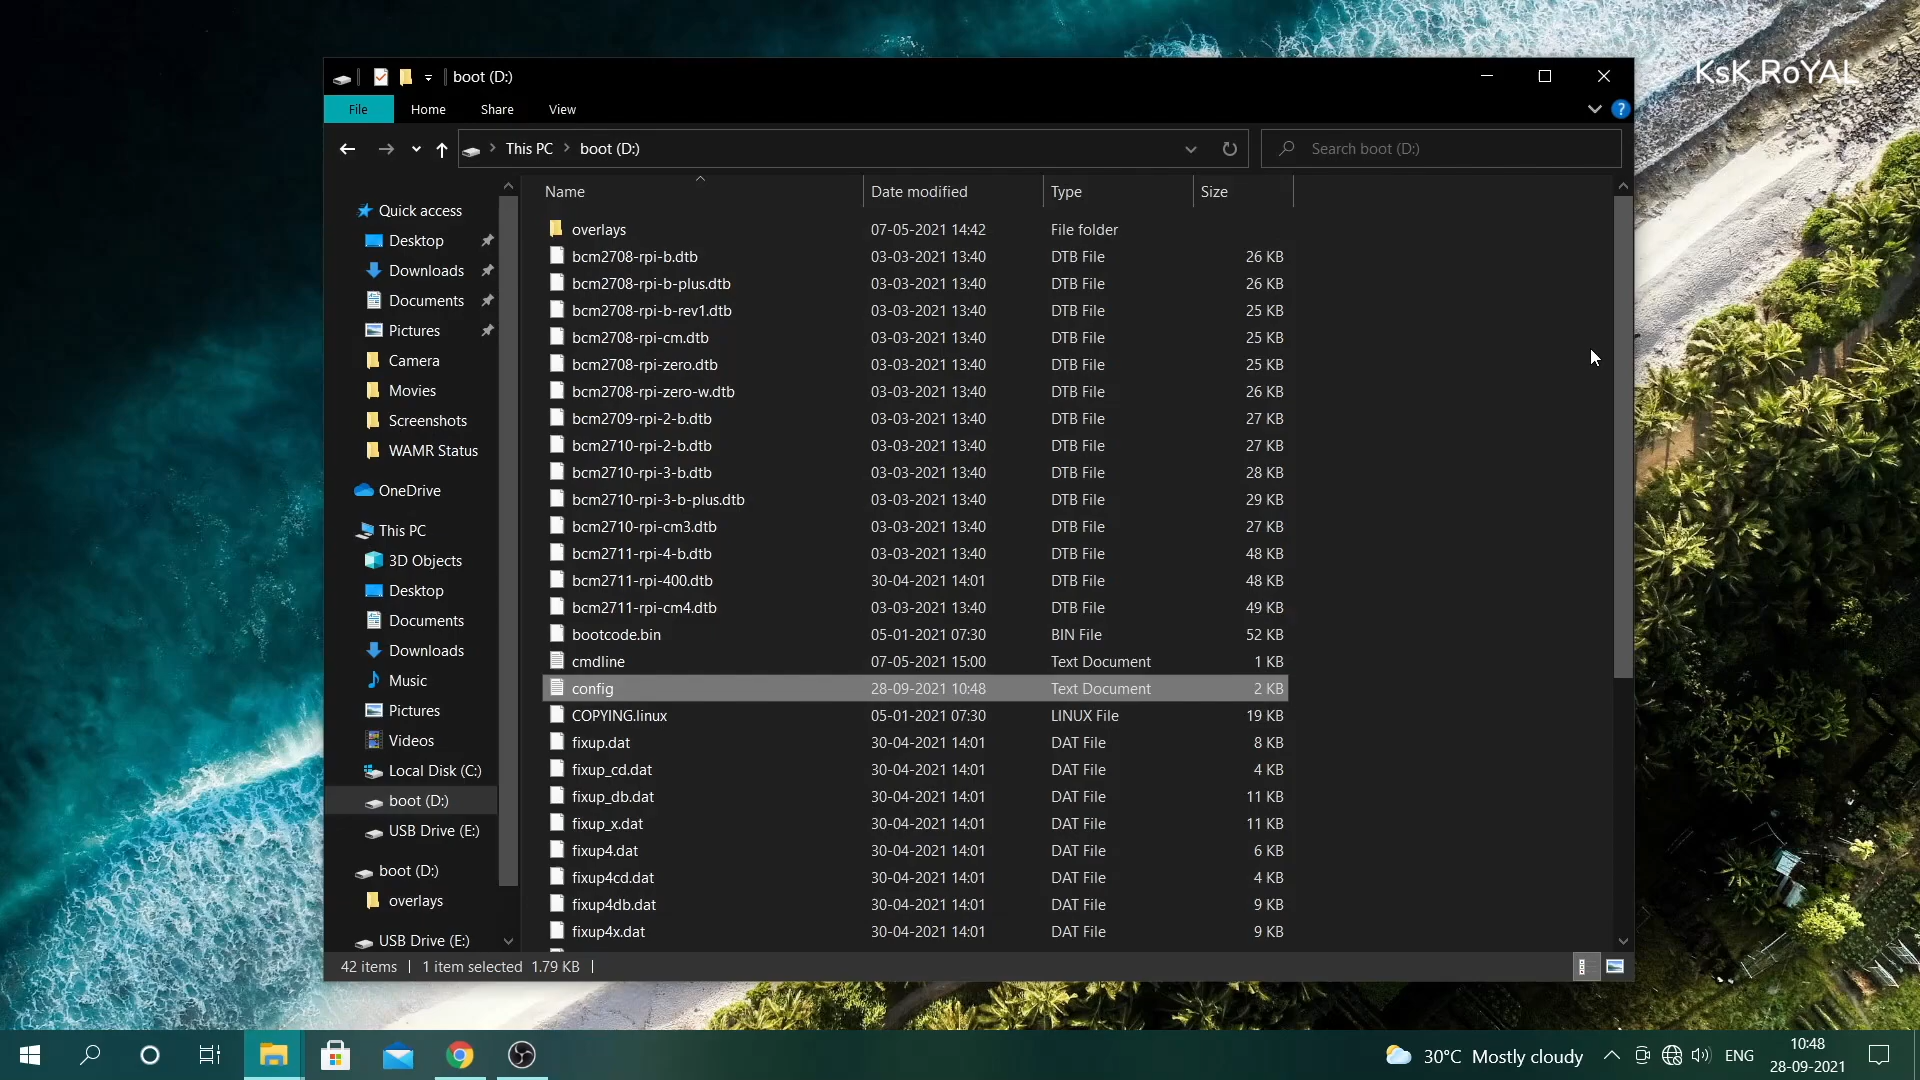 KsK RoYAL
boot (D:)
File Home Share View
This PC boot (D:)
Search boot (D:)
Quick access
Desktop
Downloads
Documents
Pictures
Camera
Movies
Screenshots
WAMR Status
OneDrive
This PC
3D Objects
Desktop
Documents
Downloads
Music
Pictures
Videos
Local Disk (C:)
boot (D:)
USB Drive (E:)
boot (D:)
overlays
USB Drive (E:)
Name Date modified Type Size
overlays 07-05-2021 14:42 File folder
bcm2708-rpi-b.dtb 03-03-2021 13:40 DTB File 26 KB
bcm2708-rpi-b-plus.dtb 03-03-2021 13:40 DTB File 26 KB
bcm2708-rpi-b-rev1.dtb 03-03-2021 13:40 DTB File 25 KB
bcm2708-rpi-cm.dtb 03-03-2021 13:40 DTB File 25 KB
bcm2708-rpi-zero.dtb 03-03-2021 13:40 DTB File 25 KB
bcm2708-rpi-zero-w.dtb 03-03-2021 13:40 DTB File 26 KB
bcm2709-rpi-2-b.dtb 03-03-2021 13:40 DTB File 27 KB
bcm2710-rpi-2-b.dtb 03-03-2021 13:40 DTB File 27 KB
bcm2710-rpi-3-b.dtb 03-03-2021 13:40 DTB File 28 KB
bcm2710-rpi-3-b-plus.dtb 03-03-2021 13:40 DTB File 29 KB
bcm2710-rpi-cm3.dtb 03-03-2021 13:40 DTB File 27 KB
bcm2711-rpi-4-b.dtb 03-03-2021 13:40 DTB File 48 KB
bcm2711-rpi-400.dtb 30-04-2021 14:01 DTB File 48 KB
bcm2711-rpi-cm4.dtb 03-03-2021 13:40 DTB File 49 KB
bootcode.bin 05-01-2021 07:30 BIN File 52 KB
cmdline 07-05-2021 15:00 Text Document 1 KB
config 28-09-2021 10:48 Text Document 2 KB
COPYING.linux 05-01-2021 07:30 LINUX File 19 KB
fixup.dat 30-04-2021 14:01 DAT File 8 KB
fixup_cd.dat 30-04-2021 14:01 DAT File 4 KB
fixup_db.dat 30-04-2021 14:01 DAT File 11 KB
fixup_x.dat 30-04-2021 14:01 DAT File 11 KB
fixup4.dat 30-04-2021 14:01 DAT File 6 KB
fixup4cd.dat 30-04-2021 14:01 DAT File 4 KB
fixup4db.dat 30-04-2021 14:01 DAT File 9 KB
fixup4x.dat 30-04-2021 14:01 DAT File 9 KB
42 items 1 item selected 1.79 KB
30°C Mostly cloudy
ENG
10:48
28-09-2021